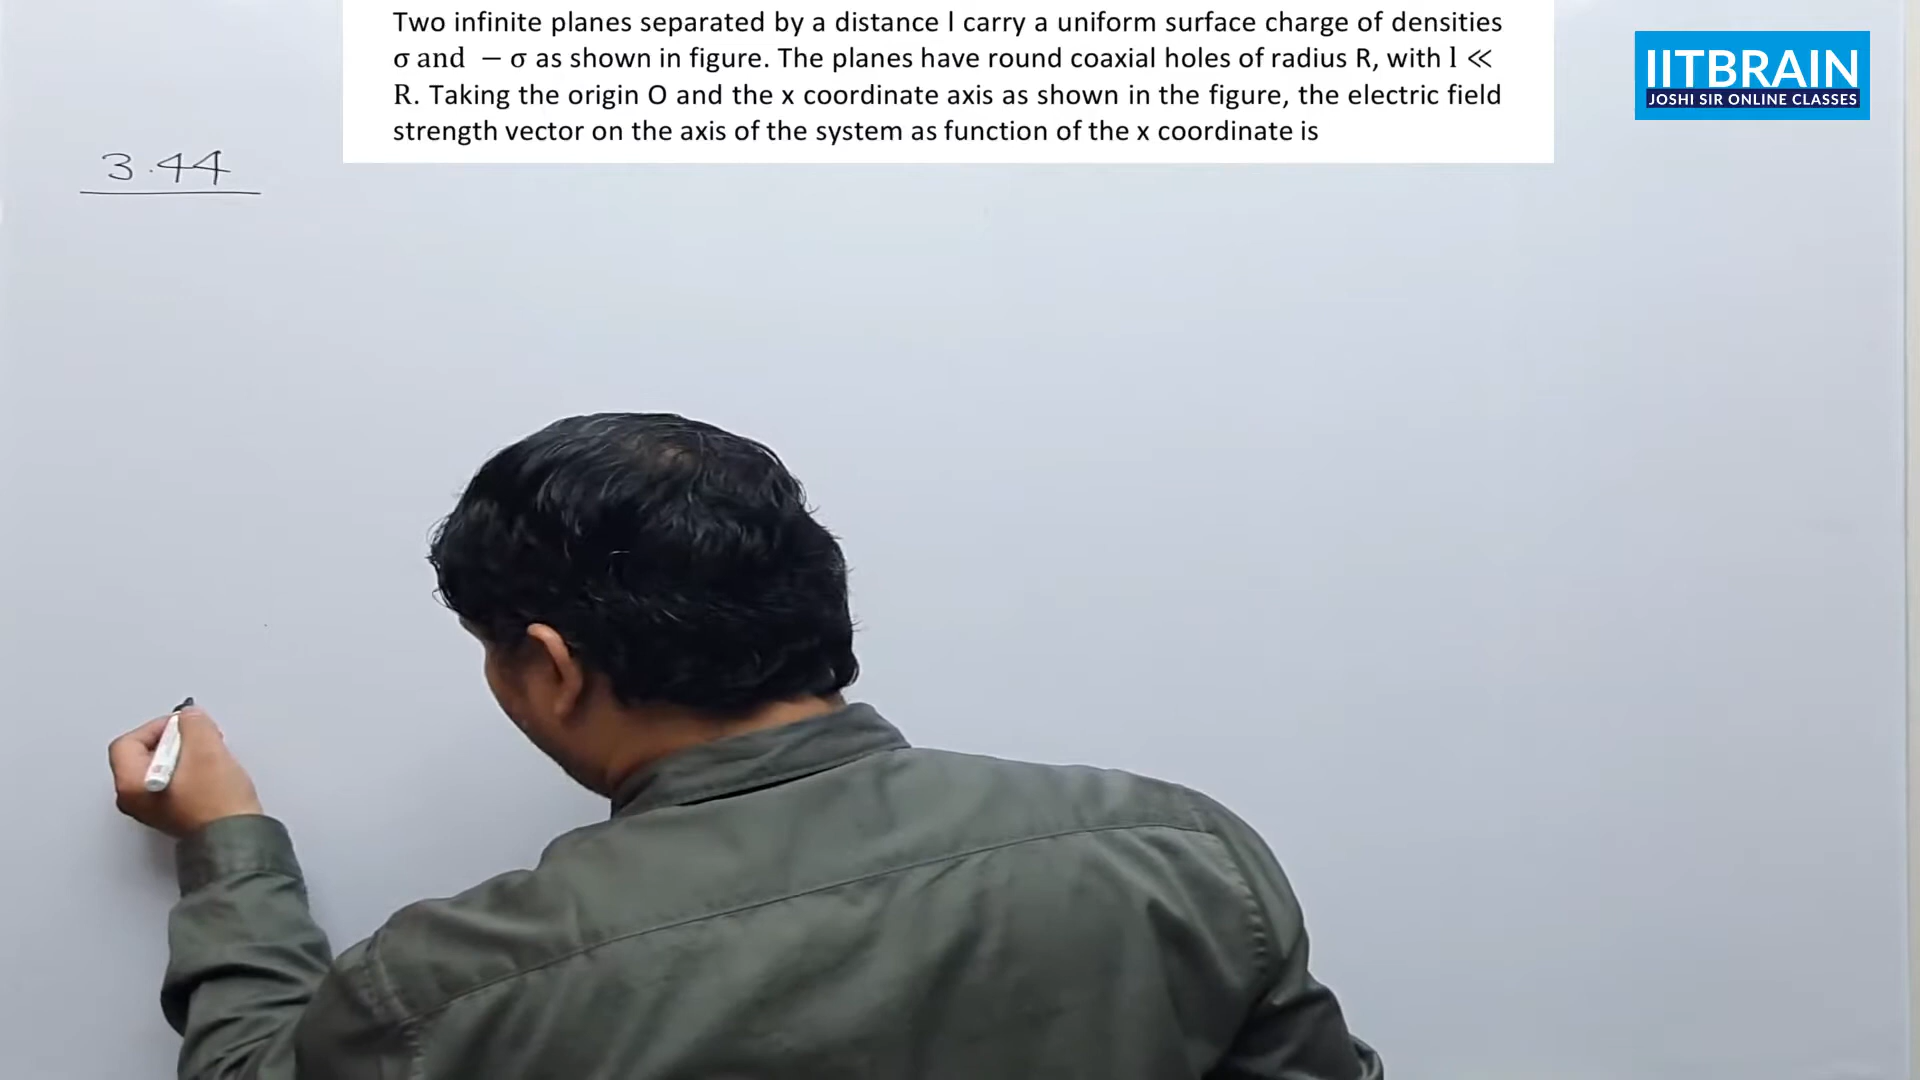 Two infinite planes separated by a distance l carry a uniform surface charge of densities
σ and − σ as shown in figure. The planes have round coaxial holes of radius R, with l ≪
R. Taking the origin O and the x coordinate axis as shown in the figure, the electric field
strength vector on the axis of the system as function of the x coordinate is
IITBRAIN
JOSHI SIR ONLINE CLASSES
3.44